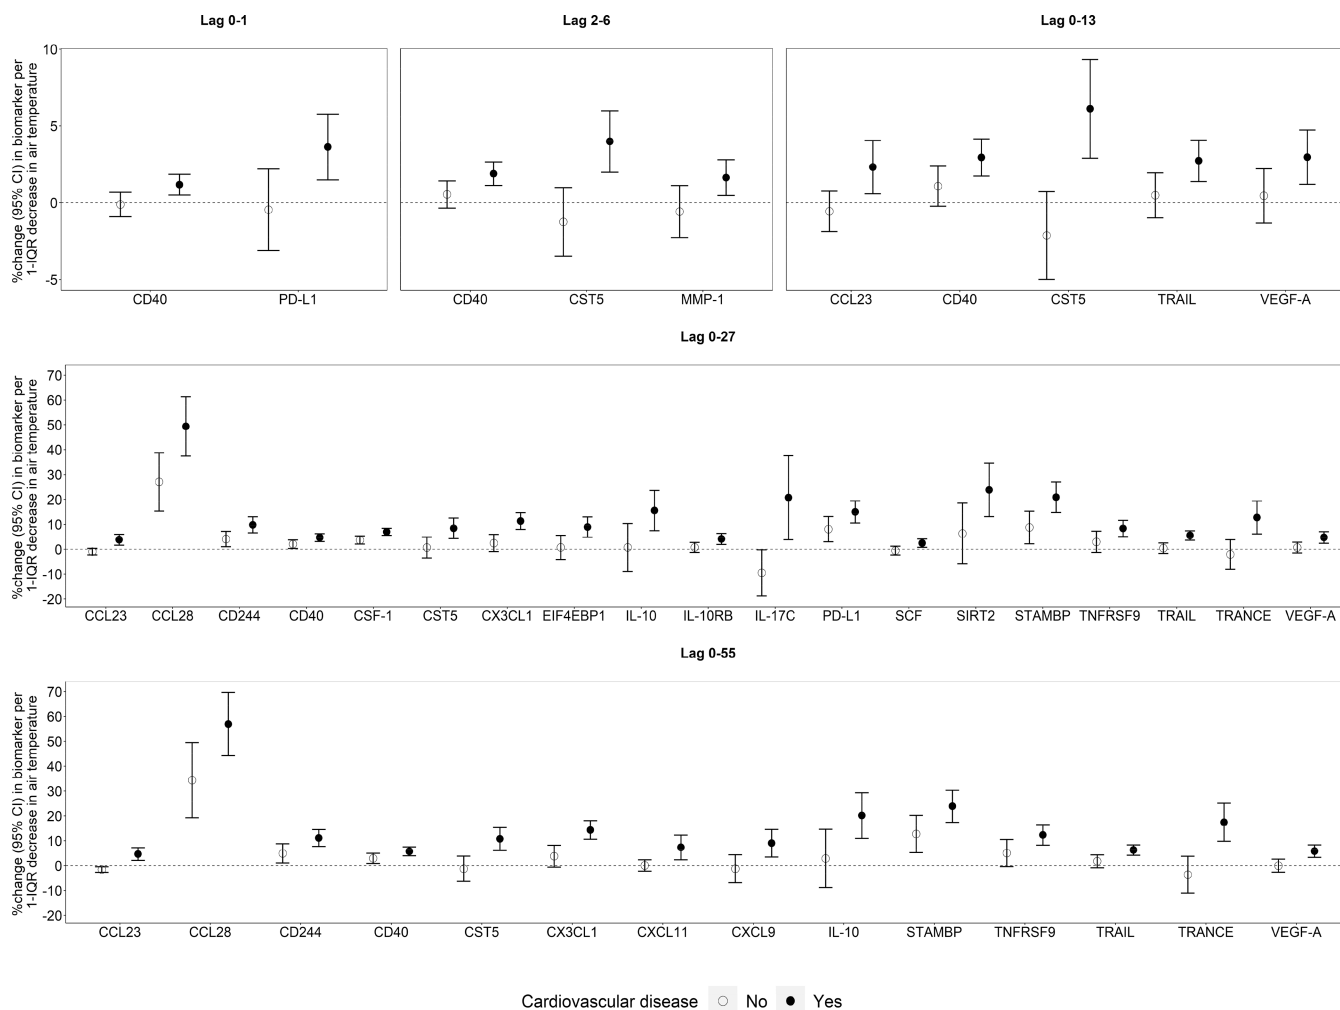 Lag 0-1
Lag 2-6
Lag 0-13
%change (95% CI) in biomarker per
1-IQR decrease in air temperature
10
5
0
-5
CD40 PD-L1
CD40 CST5 MMP-1
CCL23 CD40 CST5 TRAIL VEGF-A
Lag 0-27
%change (95% CI) in biomarker per
1-IQR decrease in air temperature
70
60
50
40
30
20
10
0
-10
-20
CCL23 CCL28 CD244 CD40 CSF-1 CST5 CX3CL1 EIF4EBP1 IL-10 IL-10RB IL-17C PD-L1 SCF SIRT2 STAMBP TNFRSF9 TRAIL TRANCE VEGF-A
Lag 0-55
%change (95% CI) in biomarker per
1-IQR decrease in air temperature
70
60
50
40
30
20
10
0
-10
-20
CCL23 CCL28 CD244 CD40 CST5 CX3CL1 CXCL11 CXCL9 IL-10 STAMBP TNFRSF9 TRAIL TRANCE VEGF-A
Cardiovascular disease No Yes